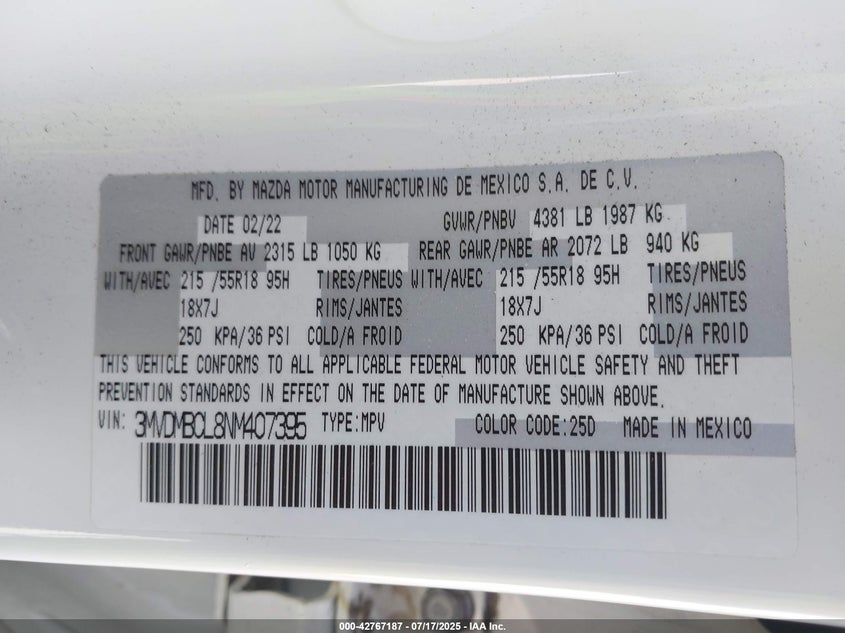 MFD. BY MAZDA MOTOR MANUFACTURING DE MEXICO S.A. DE C.V.
DATE 02/22 GVWR/PNBV 4381 LB 1987 KG
FRONT GAWR/PNBE AV 2315 LB 1050 KG REAR GAWR/PNBE AR 2072 LB 940 KG
WITH/AVEC 215 /55R18 95H TIRES/PNEUS WITH/AVEC 215 /55R18 95H TIRES/PNEUS
18X7J RIMS/JANTES 18X7J RIMS/JANTES
250 KPA/36 PSI COLD/A FROID 250 KPA/36 PSI COLD/A FROID
THIS VEHICLE CONFORMS TO ALL APPLICABLE FEDERAL MOTOR VEHICLE SAFETY AND THEFT
PREVENTION STANDARDS IN EFFECT ON THE DATE OF MANUFACTURE SHOWN ABOVE.
VIN: 3MVDMBCL8NM407395 TYPE:MPV COLOR CODE:25D MADE IN MEXICO
000-42767187 - 07/17/2025 - IAA Inc.